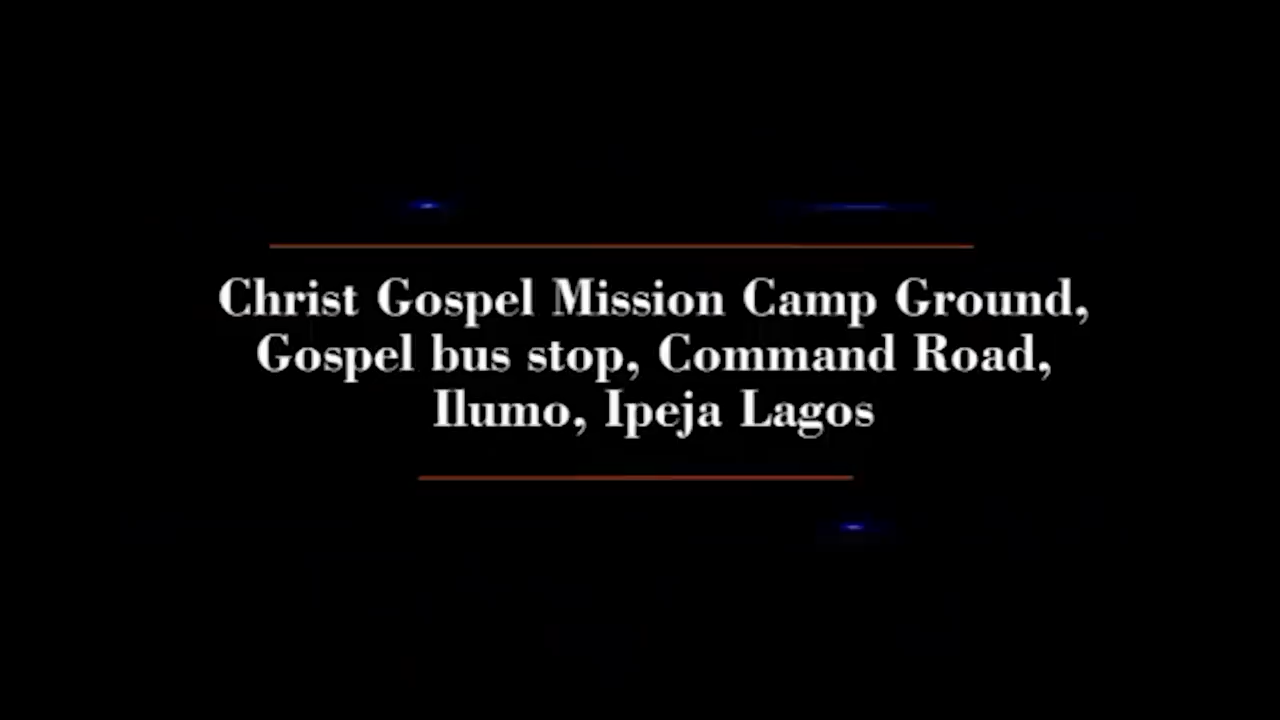 Christ Gospel Mission Camp Ground,
Gospel bus stop, Command Road,
Ilumo, Ipeja Lagos